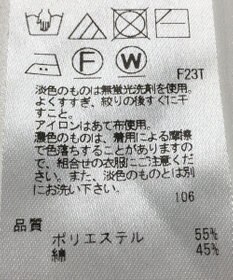 F W
F23T
淡色のものは無蛍光洗剤を使用。
よくすすぎ、絞りの後すぐに干
すこと。
アイロンはあて布使用。
濃色のものは、着用による摩擦
で色落ちすることがありますの
で、組合せの衣服にご注意くだ
さい。また、淡色のものとは別
にお洗い下さい。
106
品質
ポリエステル 55%
綿 45%